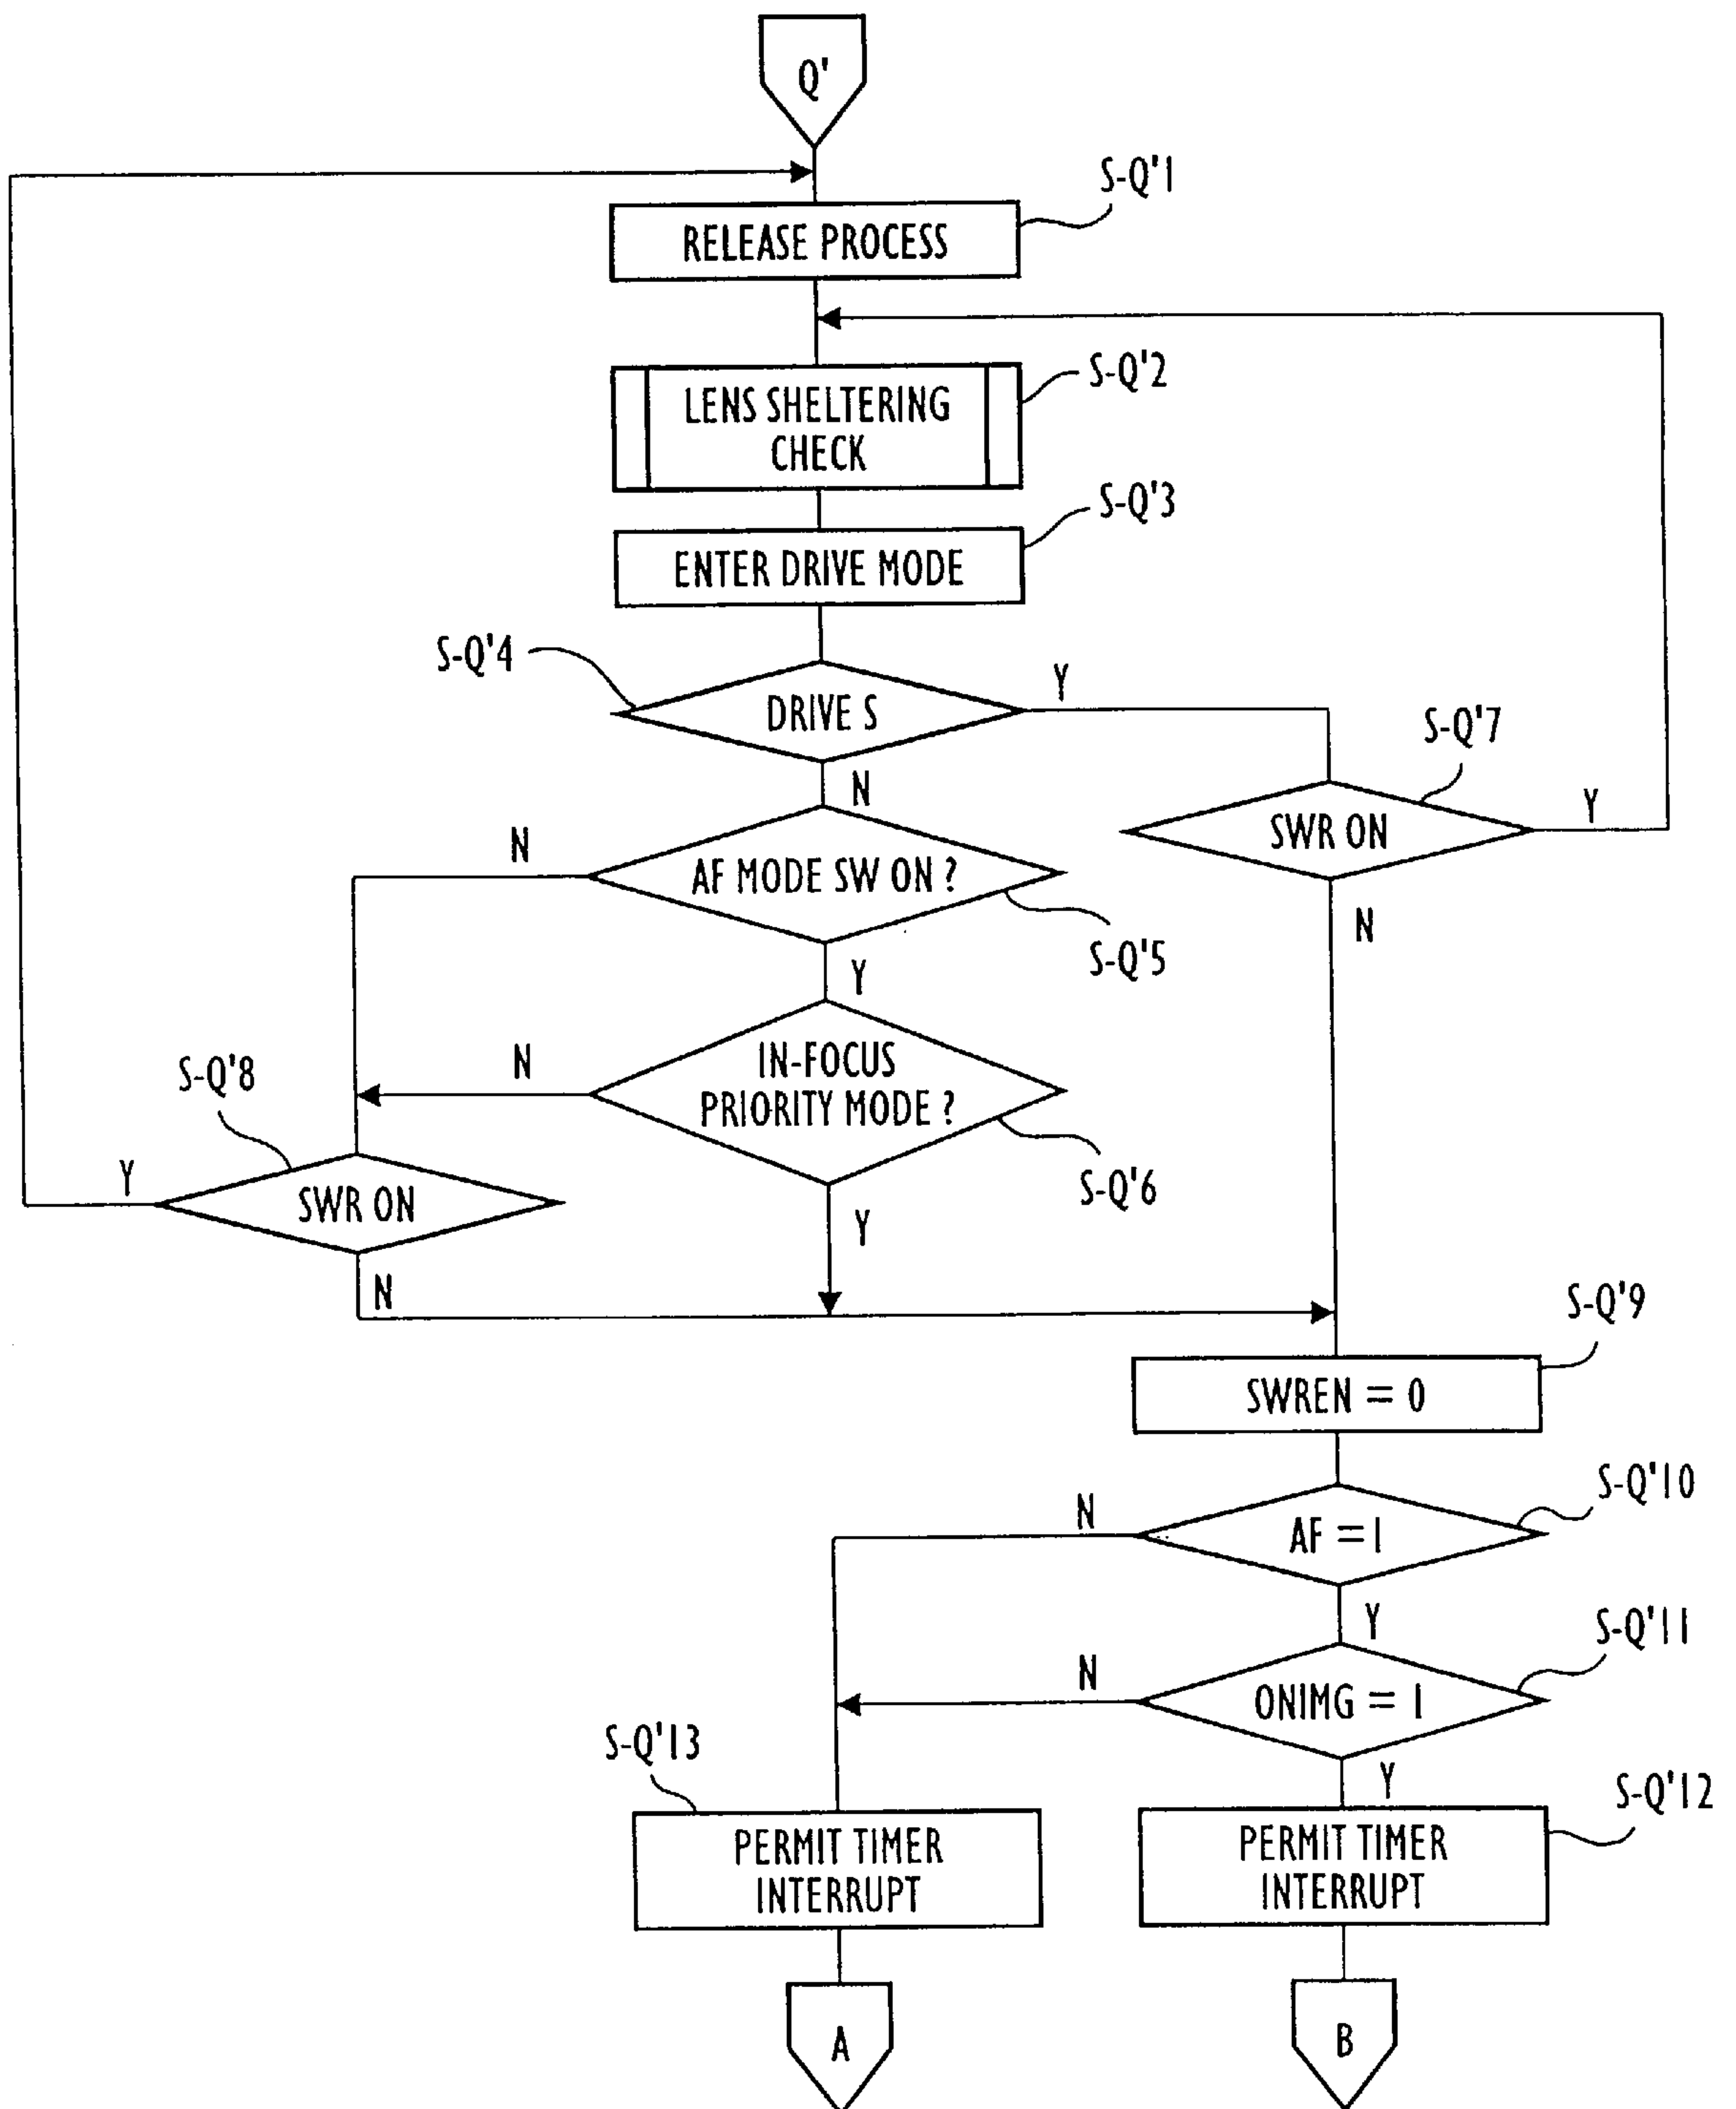 Q'
S-Q'1
RELEASE PROCESS
S-Q'2
LENS SHELTERING
CHECK
S-Q'3
ENTER DRIVE MODE
S-Q'4
DRIVE S
Y
N
S-Q'7
SWR ON
Y
N
N
AF MODE SW ON ?
S-Q'5
Y
N
IN-FOCUS
PRIORITY MODE ?
S-Q'6
Y
S-Q'8
Y
SWR ON
N
S-Q'9
SWREN = 0
S-Q'10
N
AF = 1
Y
S-Q'11
N
ONIMG = 1
Y
S-Q'13
PERMIT TIMER
INTERRUPT
S-Q'12
PERMIT TIMER
INTERRUPT
A
B